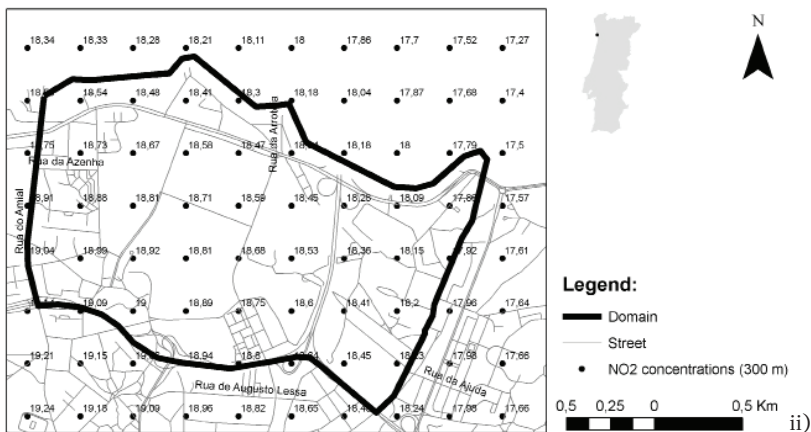 18,34 18,33 18,28 18,21 18,11 18 17,86 17,7 17,52 17,27
18,54 18,48 18,41 18,3 18,18 18,04 17,87 17,68 17,4
Rua da Arroteia
18,73 18,67 18,58 18,47 18,18 18 17,79 17,5
Rua da Azenha
Rua do Amial
18,91 18,88 18,81 18,71 18,59 18,45 18,28 18,09 17,86 17,57
19,04 18,99 18,92 18,81 18,68 18,53 18,36 18,15 17,92 17,61
19,09 19 18,89 18,75 18,6 18,41 18,2 17,96 17,64
19,21 19,15 18,94 18,8 18,45 17,98 17,66
Rua de Augusto Lessa
Rua da Ajuda
19,24 19,18 19,09 18,96 18,82 18,65 18,24 17,98 17,66
N
Legend:
Domain
Street
NO2 concentrations (300 m)
0,5 0,25 0 0,5 Km
ii)